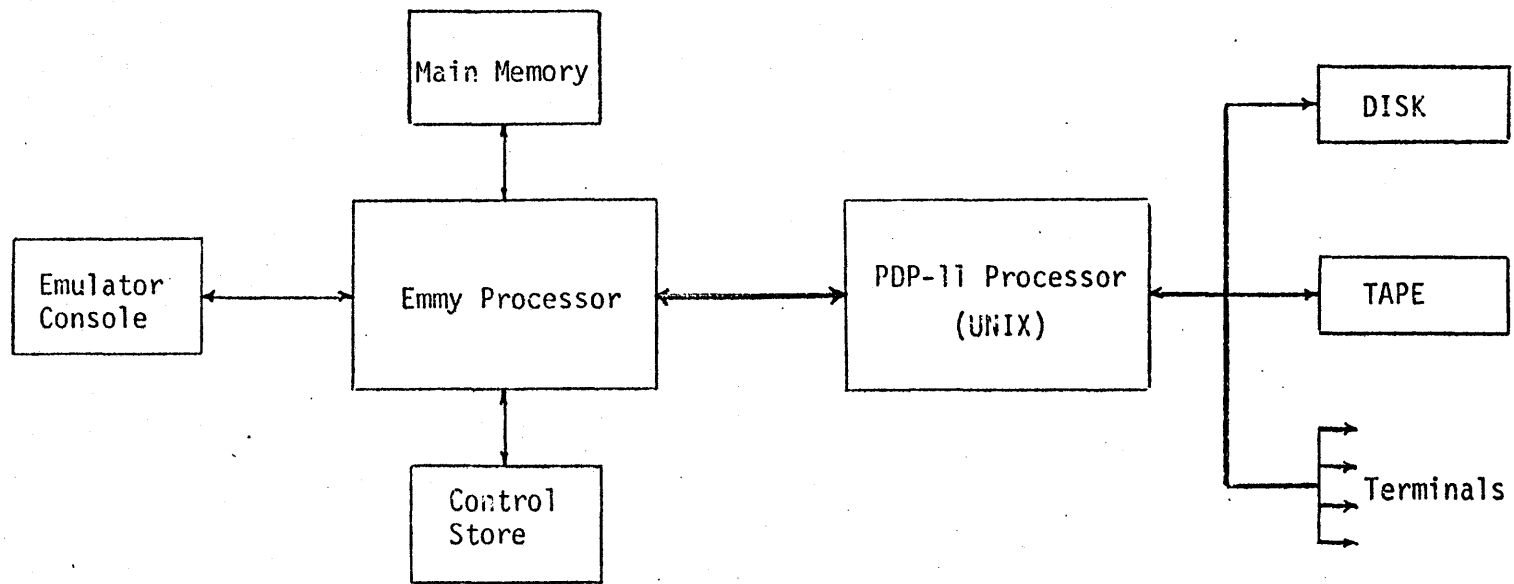 Main Memory
DISK
Emulator
Console
Emmy Processor
PDP-11 Processor
(UNIX)
TAPE
Control
Store
Terminals